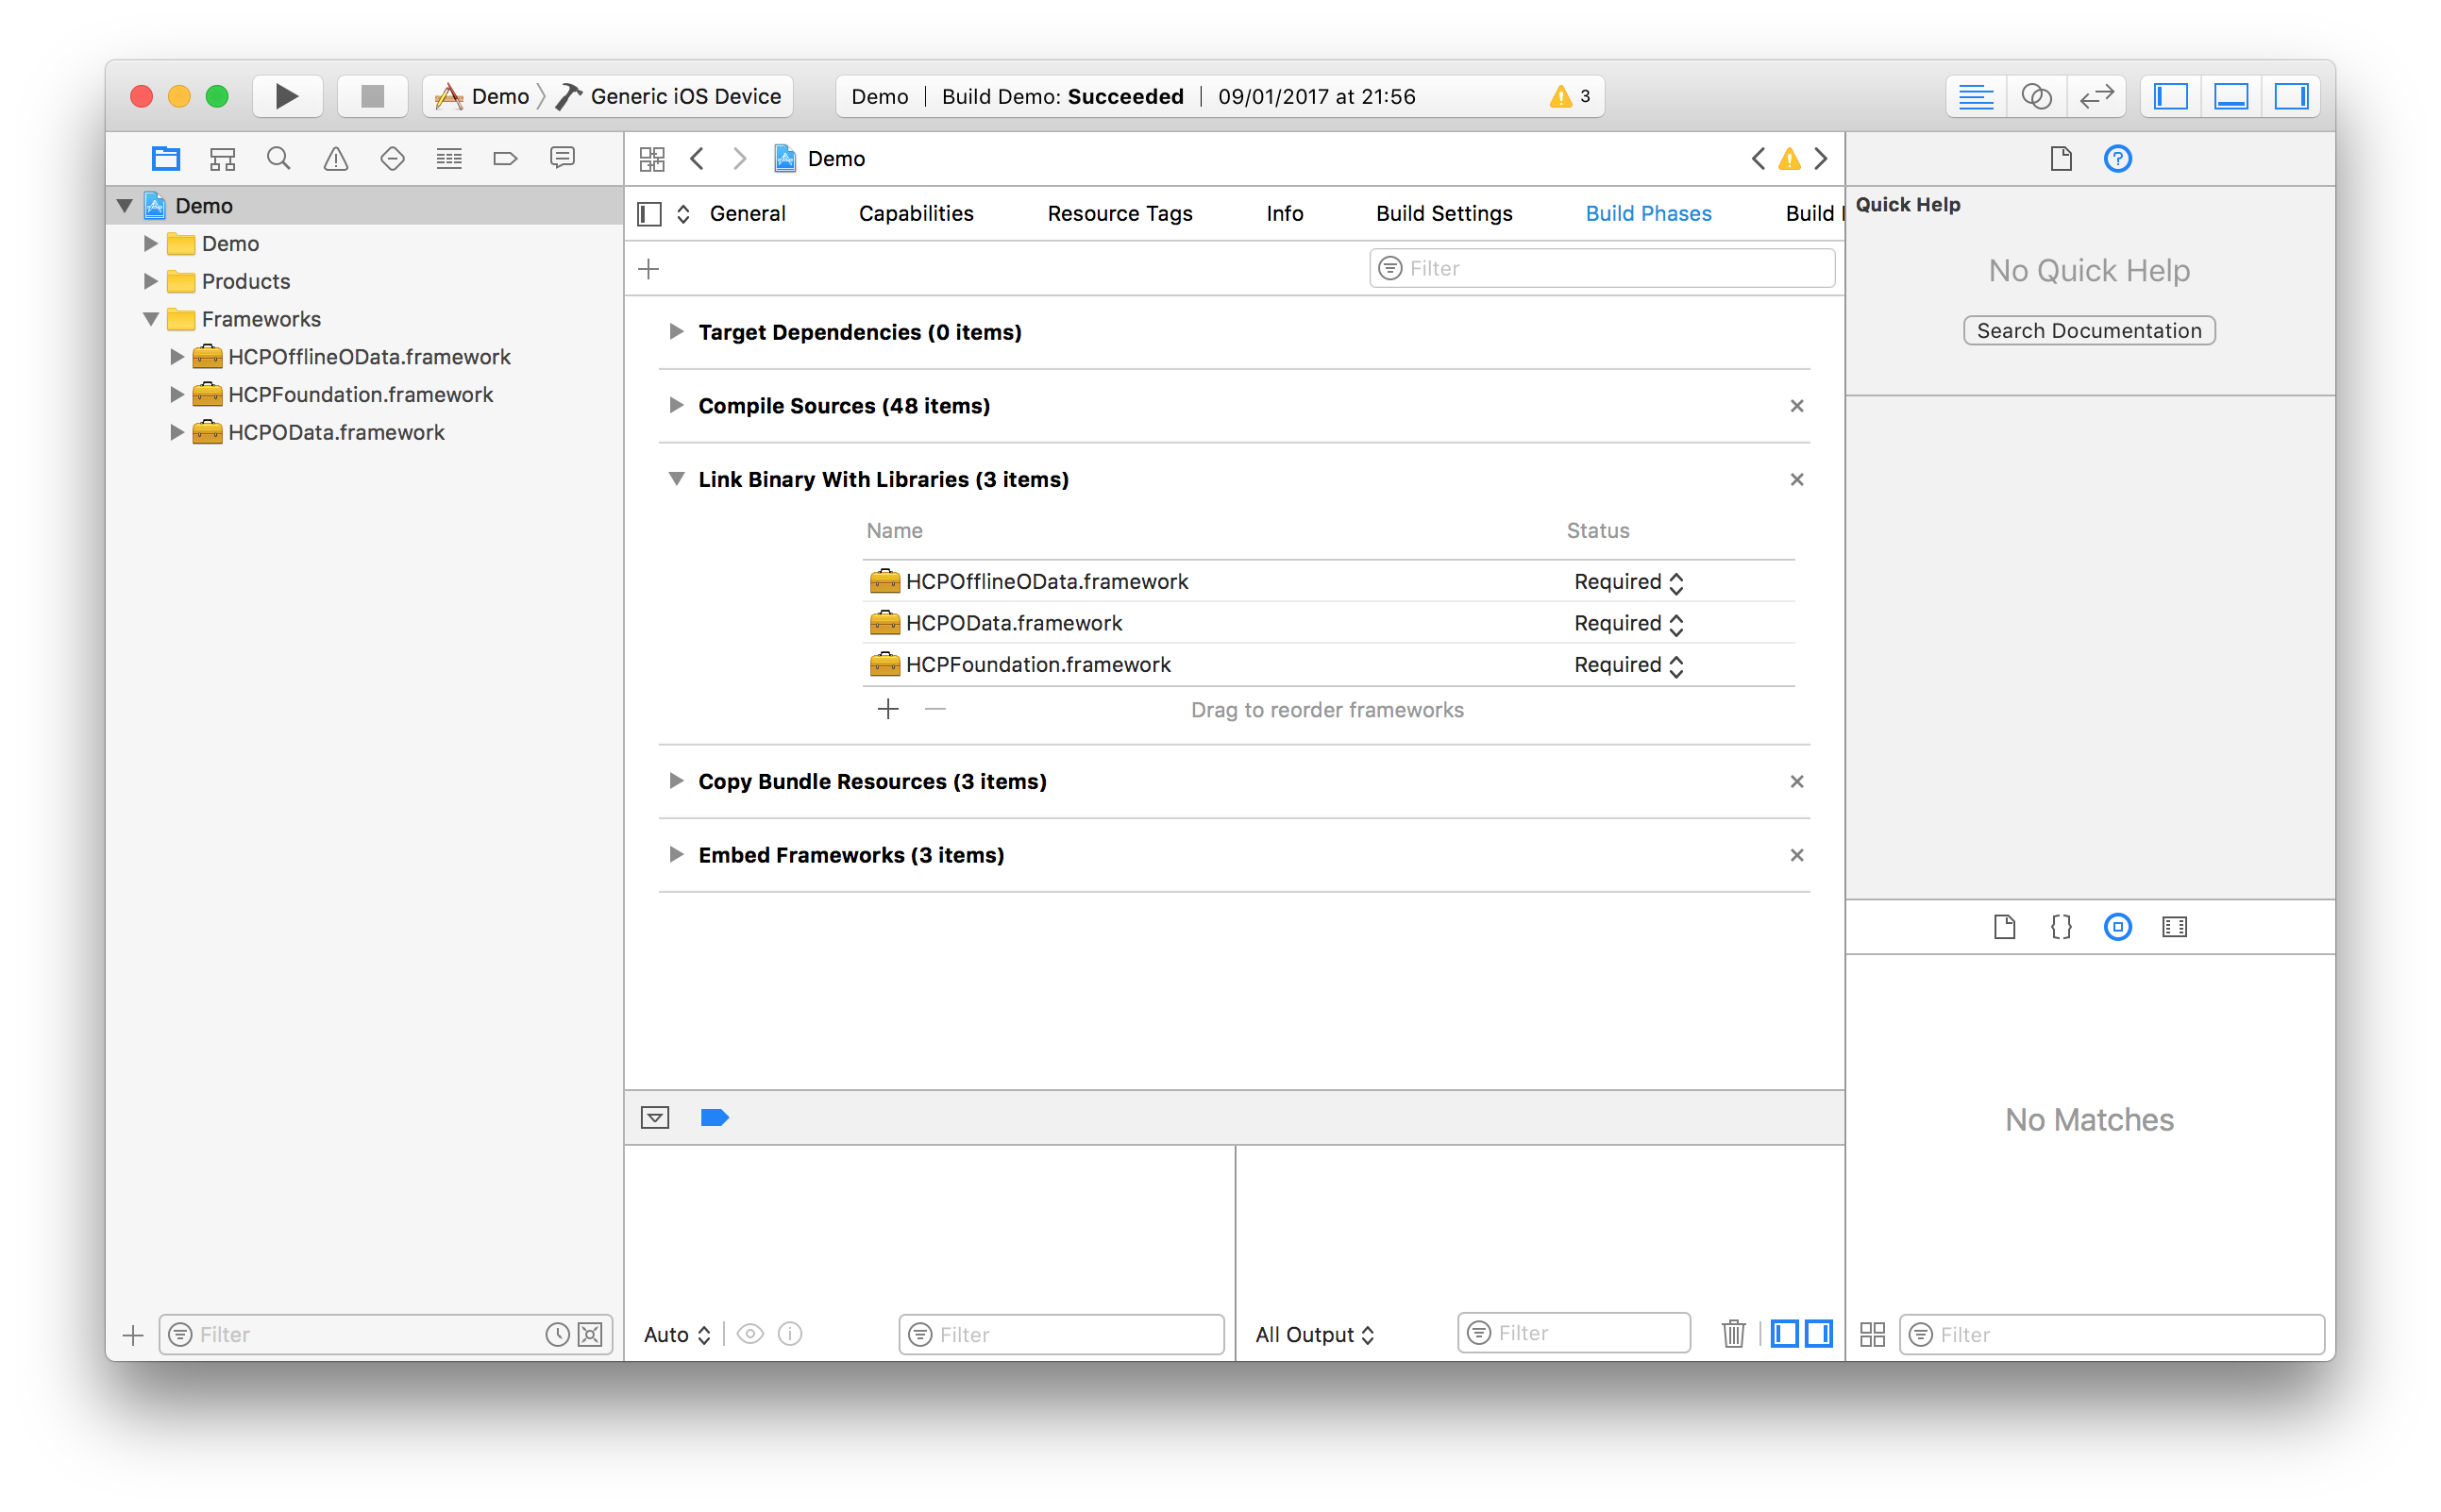 Demo Generic iOS Device
Demo | Build Demo: Succeeded | 09/01/2017 at 21:56
3
Demo
Demo
Products
Frameworks
HCPOfflineOData.framework
HCPFoundation.framework
HCPOData.framework
Filter
Demo
General Capabilities Resource Tags Info Build Settings Build Phases Build
Filter
Target Dependencies (0 items)
Compile Sources (48 items)
Link Binary With Libraries (3 items)
Name Status
HCPOfflineOData.framework Required
HCPOData.framework Required
HCPFoundation.framework Required
Drag to reorder frameworks
Copy Bundle Resources (3 items)
Embed Frameworks (3 items)
Auto Filter
All Output Filter
Quick Help
No Quick Help
Search Documentation
No Matches
Filter